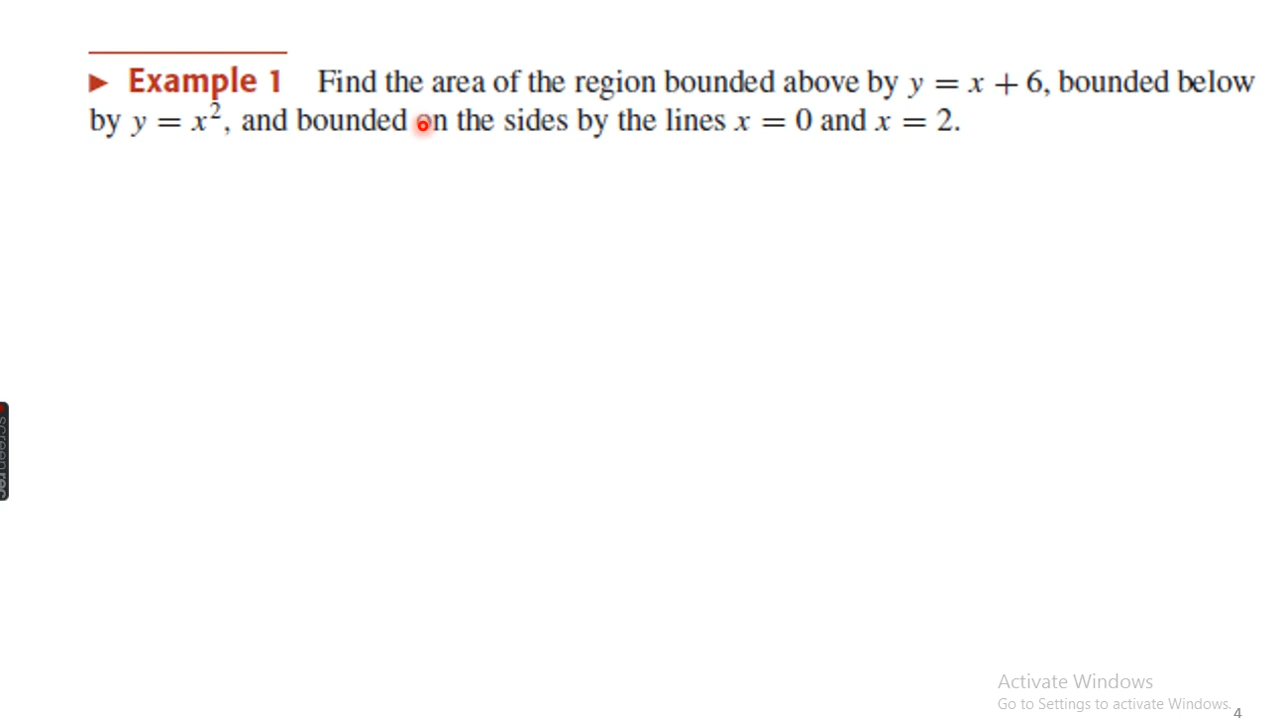 ► Example 1 Find the area of the region bounded above by y = x + 6, bounded below
by y = x², and bounded on the sides by the lines x = 0 and x = 2.
screenrec
Activate Windows
Go to Settings to activate Windows.
4